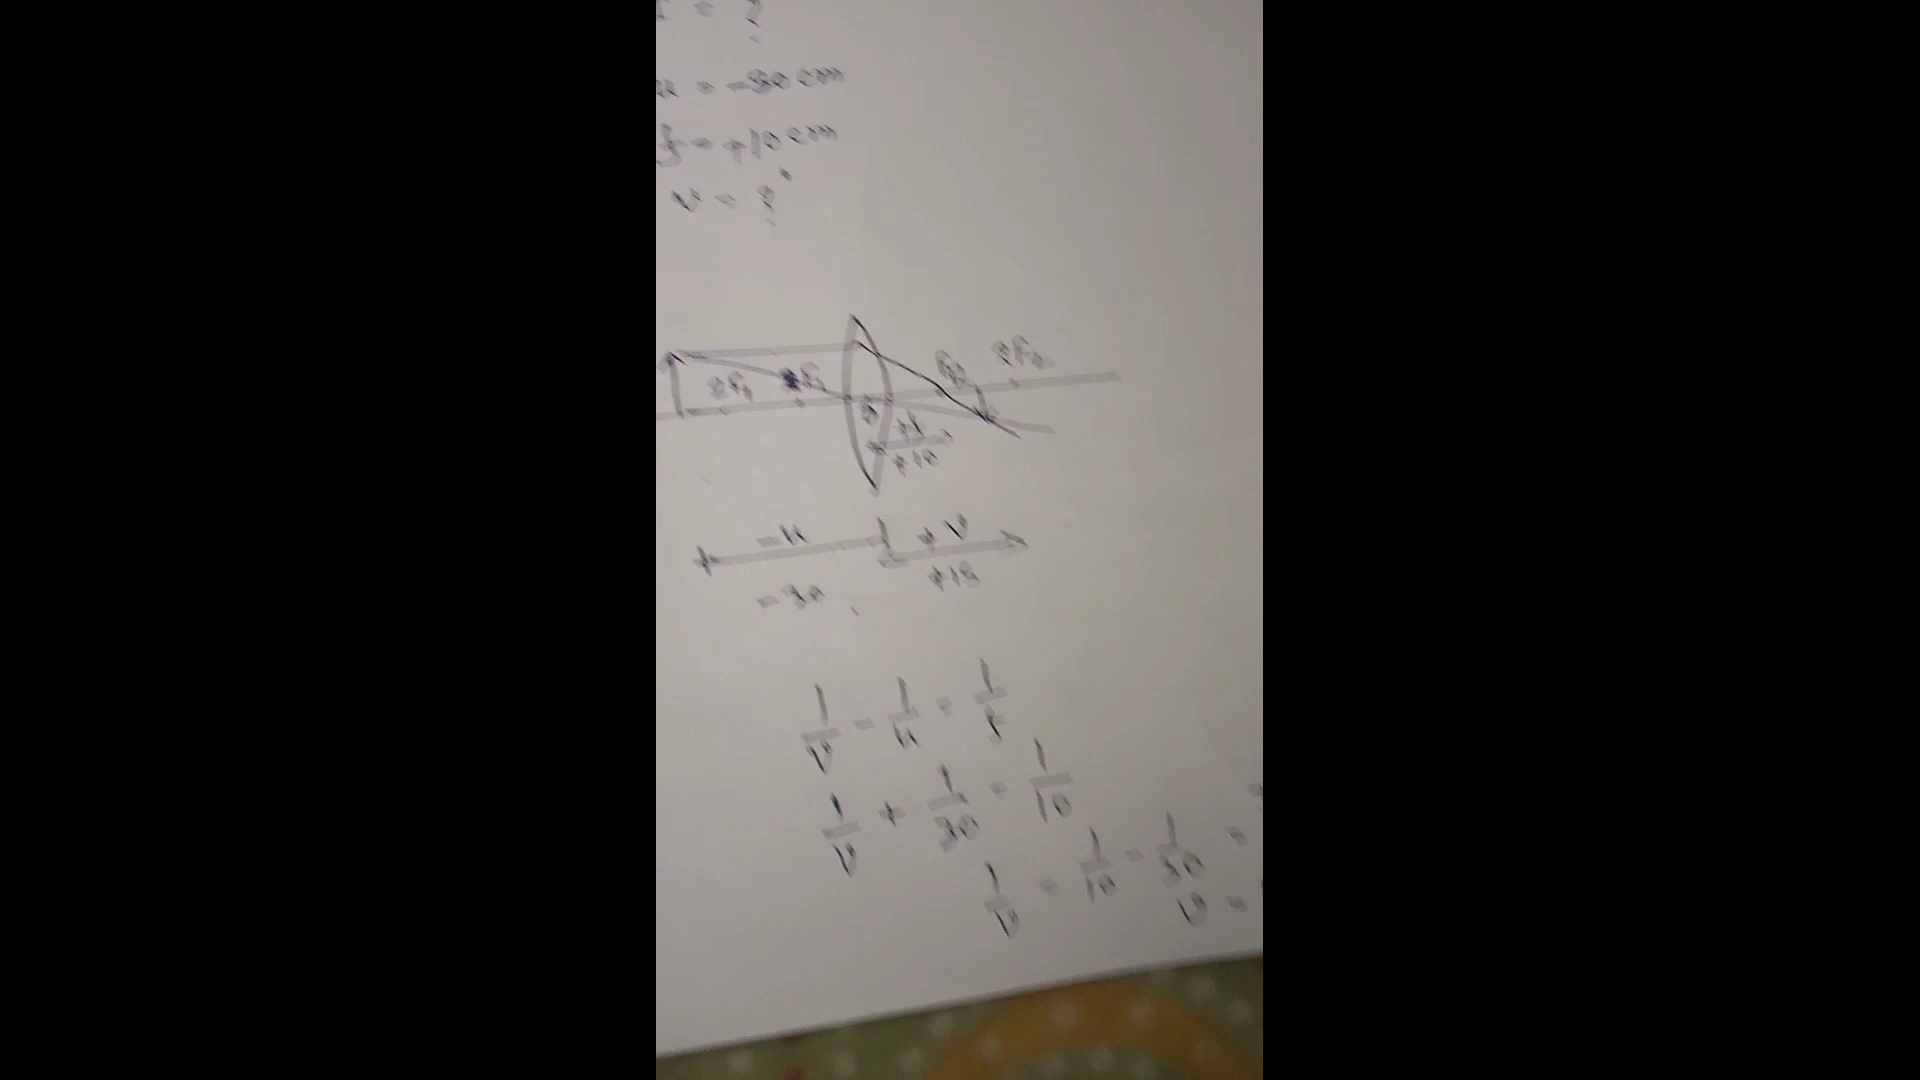 = ?
u = -30 cm
f = +10 cm
v = ?
2F₁ F₁ F₂ 2F₂
o
+f
+10
-u +v
-30 +15
1/v - 1/u = 1/f
1/v + 1/30 = 1/10
1/v = 1/10 - 1/30 =
v =